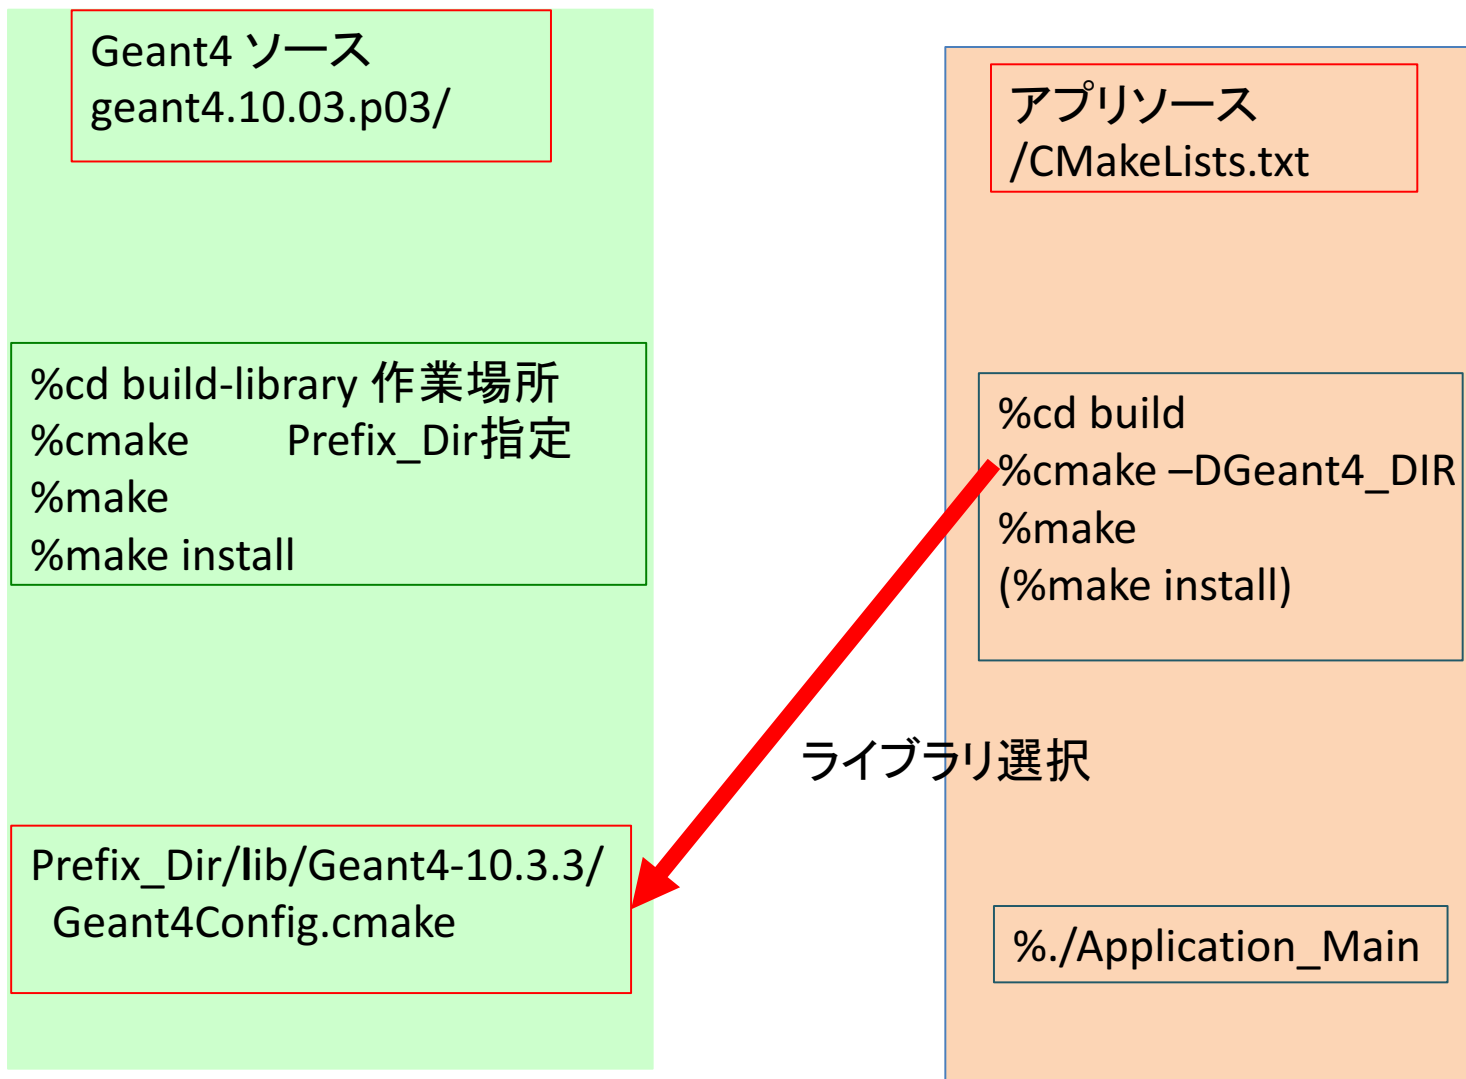 Geant4 ソース
geant4.10.03.p03/
%cd build-library 作業場所
%cmake Prefix_Dir指定
%make
%make install
Prefix_Dir/lib/Geant4-10.3.3/
Geant4Config.cmake
ライブラリ選択
アプリソース
/CMakeLists.txt
%cd build
%cmake –DGeant4_DIR
%make
(%make install)
%./Application_Main